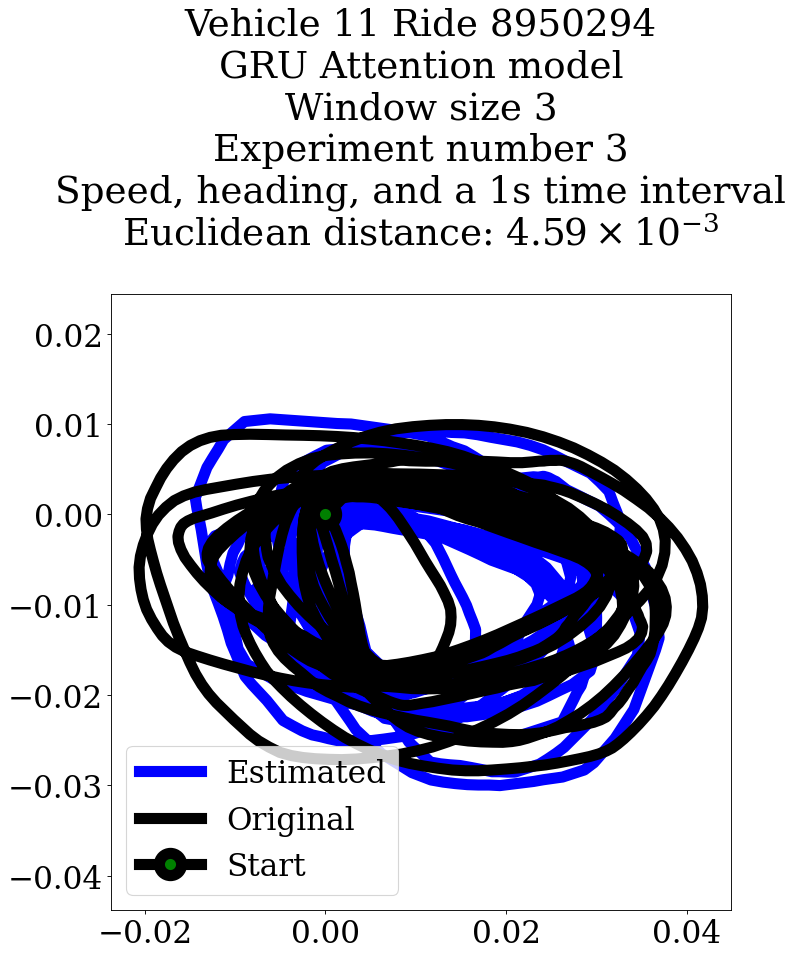 Vehicle 11 Ride 8950294
GRU Attention model
Window size 3
Experiment number 3
Speed, heading, and a 1s time interval
Euclidean distance: 4.59 × 10⁻³
0.02
0.01
0.00
−0.01
−0.02
−0.03
−0.04
Estimated
Original
Start
−0.02 0.00 0.02 0.04